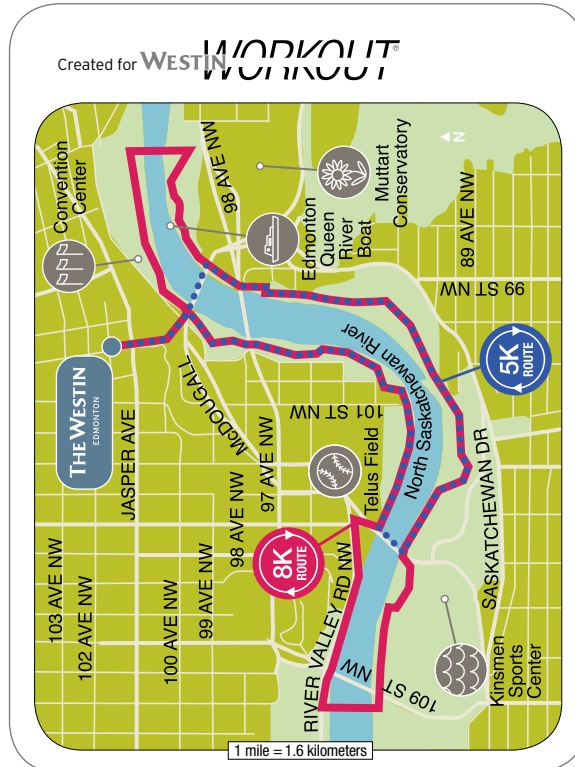 Created for WESTIN WORKOUT®
Convention
Center
98 AVE NW
Muttart
Conservatory
N
Edmonton
Queen
River
Boat
89 AVE NW
99 ST NW
THE WESTIN
EDMONTON
JASPER AVE
McDOUGALL
North Saskatchewan River
5K
ROUTE
101 ST NW
97 AVE NW
98 AVE NW
Telus Field
8K
ROUTE
SASKATCHEWAN DR
103 AVE NW
102 AVE NW
100 AVE NW
99 AVE NW
RIVER VALLEY RD NW
109 ST NW
NW
Kinsmen
Sports
Center
1 mile = 1.6 kilometers